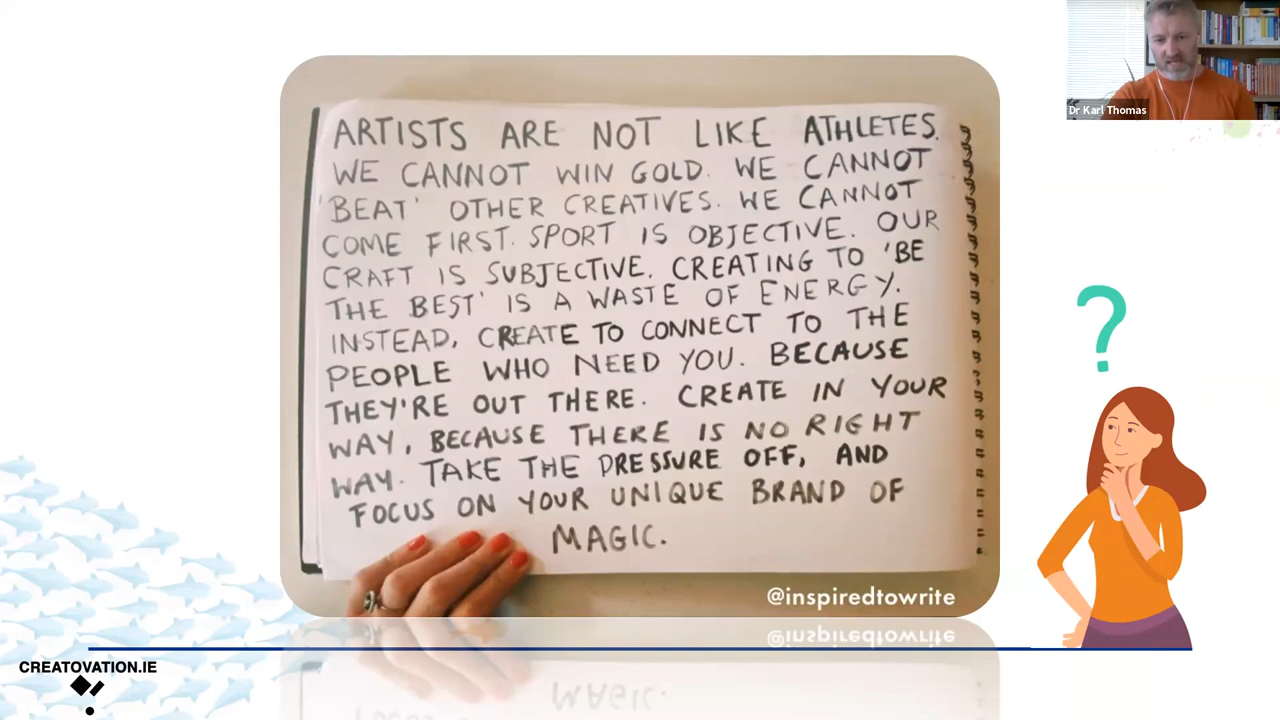 Dr Karl Thomas
ARTISTS ARE NOT LIKE ATHLETES.
WE CANNOT WIN GOLD. WE CANNOT
'BEAT' OTHER CREATIVES. WE CANNOT
COME FIRST. SPORT IS OBJECTIVE. OUR
CRAFT IS SUBJECTIVE. CREATING TO 'BE
THE BEST' IS A WASTE OF ENERGY.
INSTEAD, CREATE TO CONNECT TO THE
PEOPLE WHO NEED YOU. BECAUSE
THEY'RE OUT THERE. CREATE IN YOUR
WAY, BECAUSE THERE IS NO RIGHT
WAY. TAKE THE PRESSURE OFF, AND
FOCUS ON YOUR UNIQUE BRAND OF
MAGIC.
@inspiredtowrite
?
CREATOVATION.IE